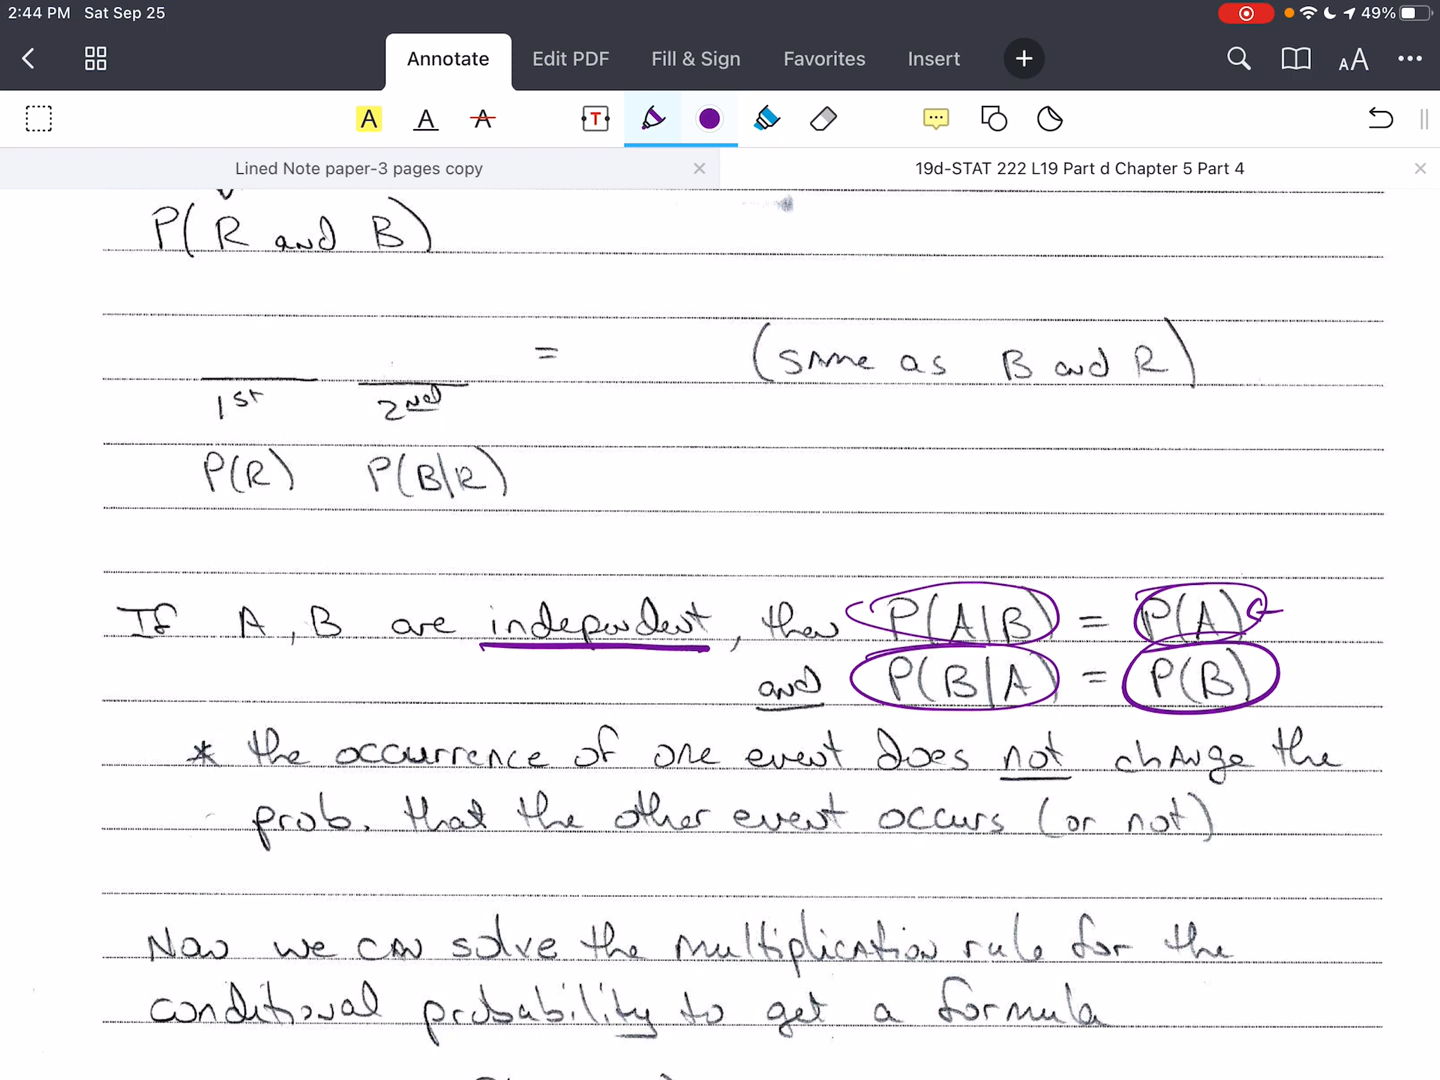 2:44 PM Sat Sep 25 49%
Annotate Edit PDF Fill & Sign Favorites Insert
Lined Note paper-3 pages copy 19d-STAT 222 L19 Part d Chapter 5 Part 4
P(R and B)
= (same as B and R)
1st 2nd
P(R) P(B|R)
If A, B are independent, then P(A|B) = P(A)
and P(B|A) = P(B)
* the occurrence of one event does not change the
prob. that the other event occurs (or not)
Now we can solve the multiplication rule for the
conditional probability to get a formula